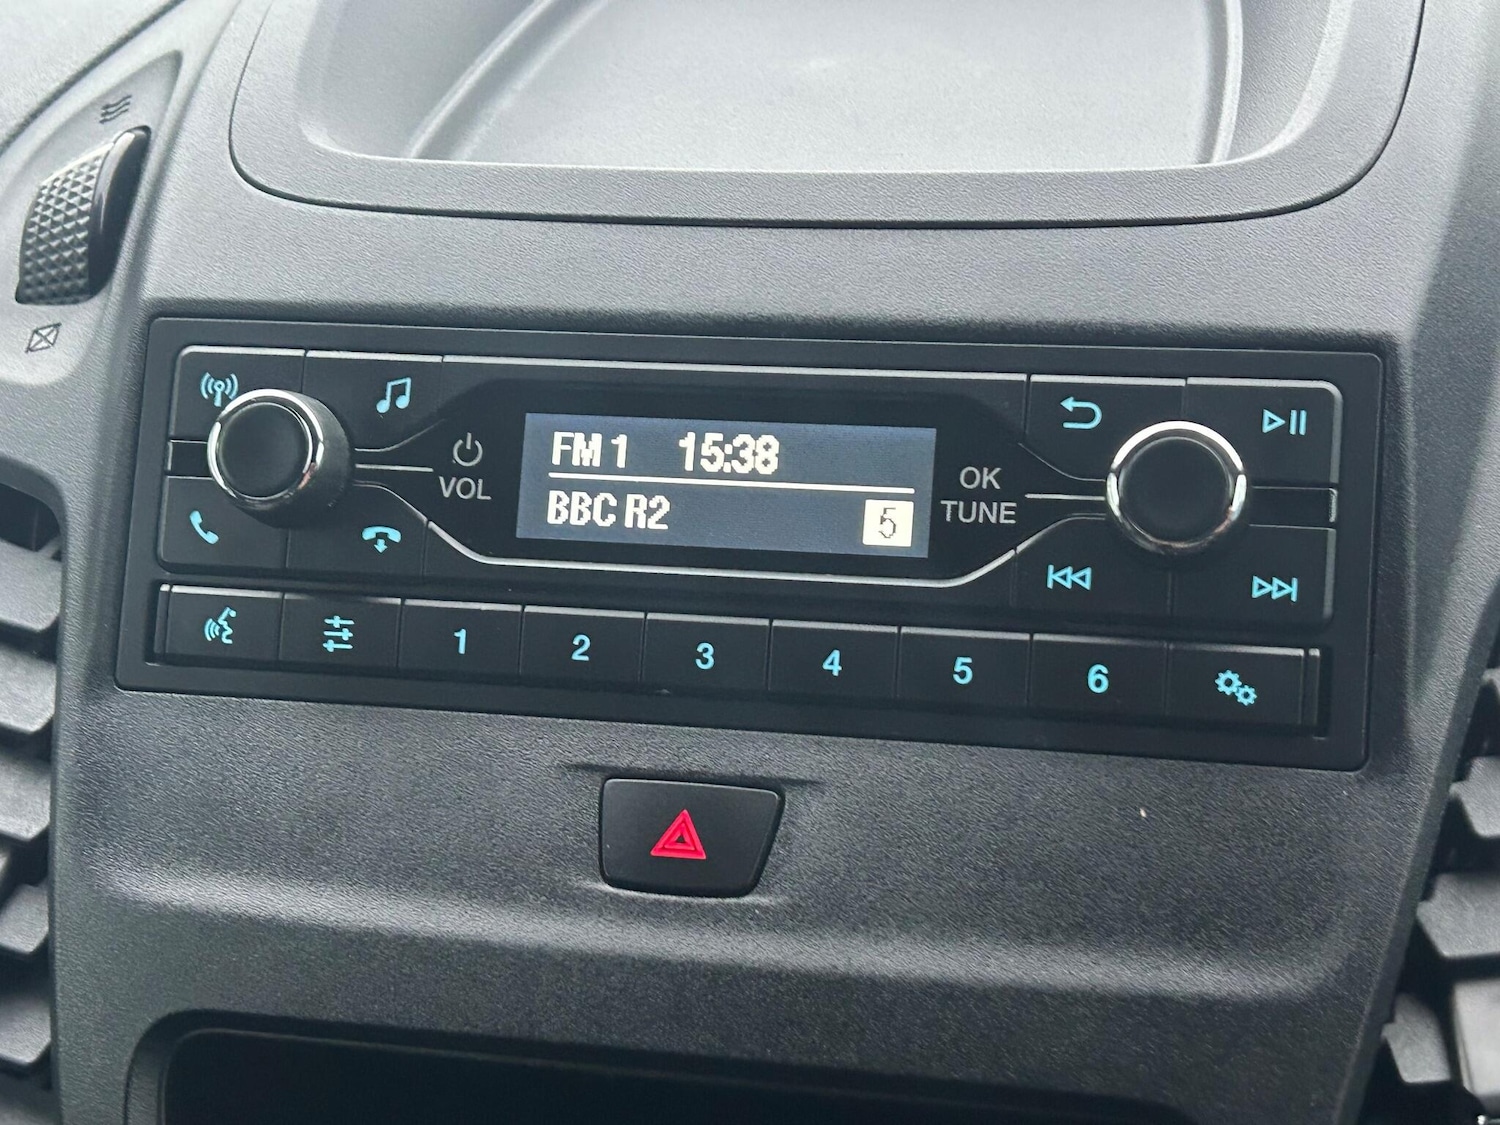 FM 1 15:38
BBC R2 5
VOL
OK
TUNE
1 2 3 4 5 6